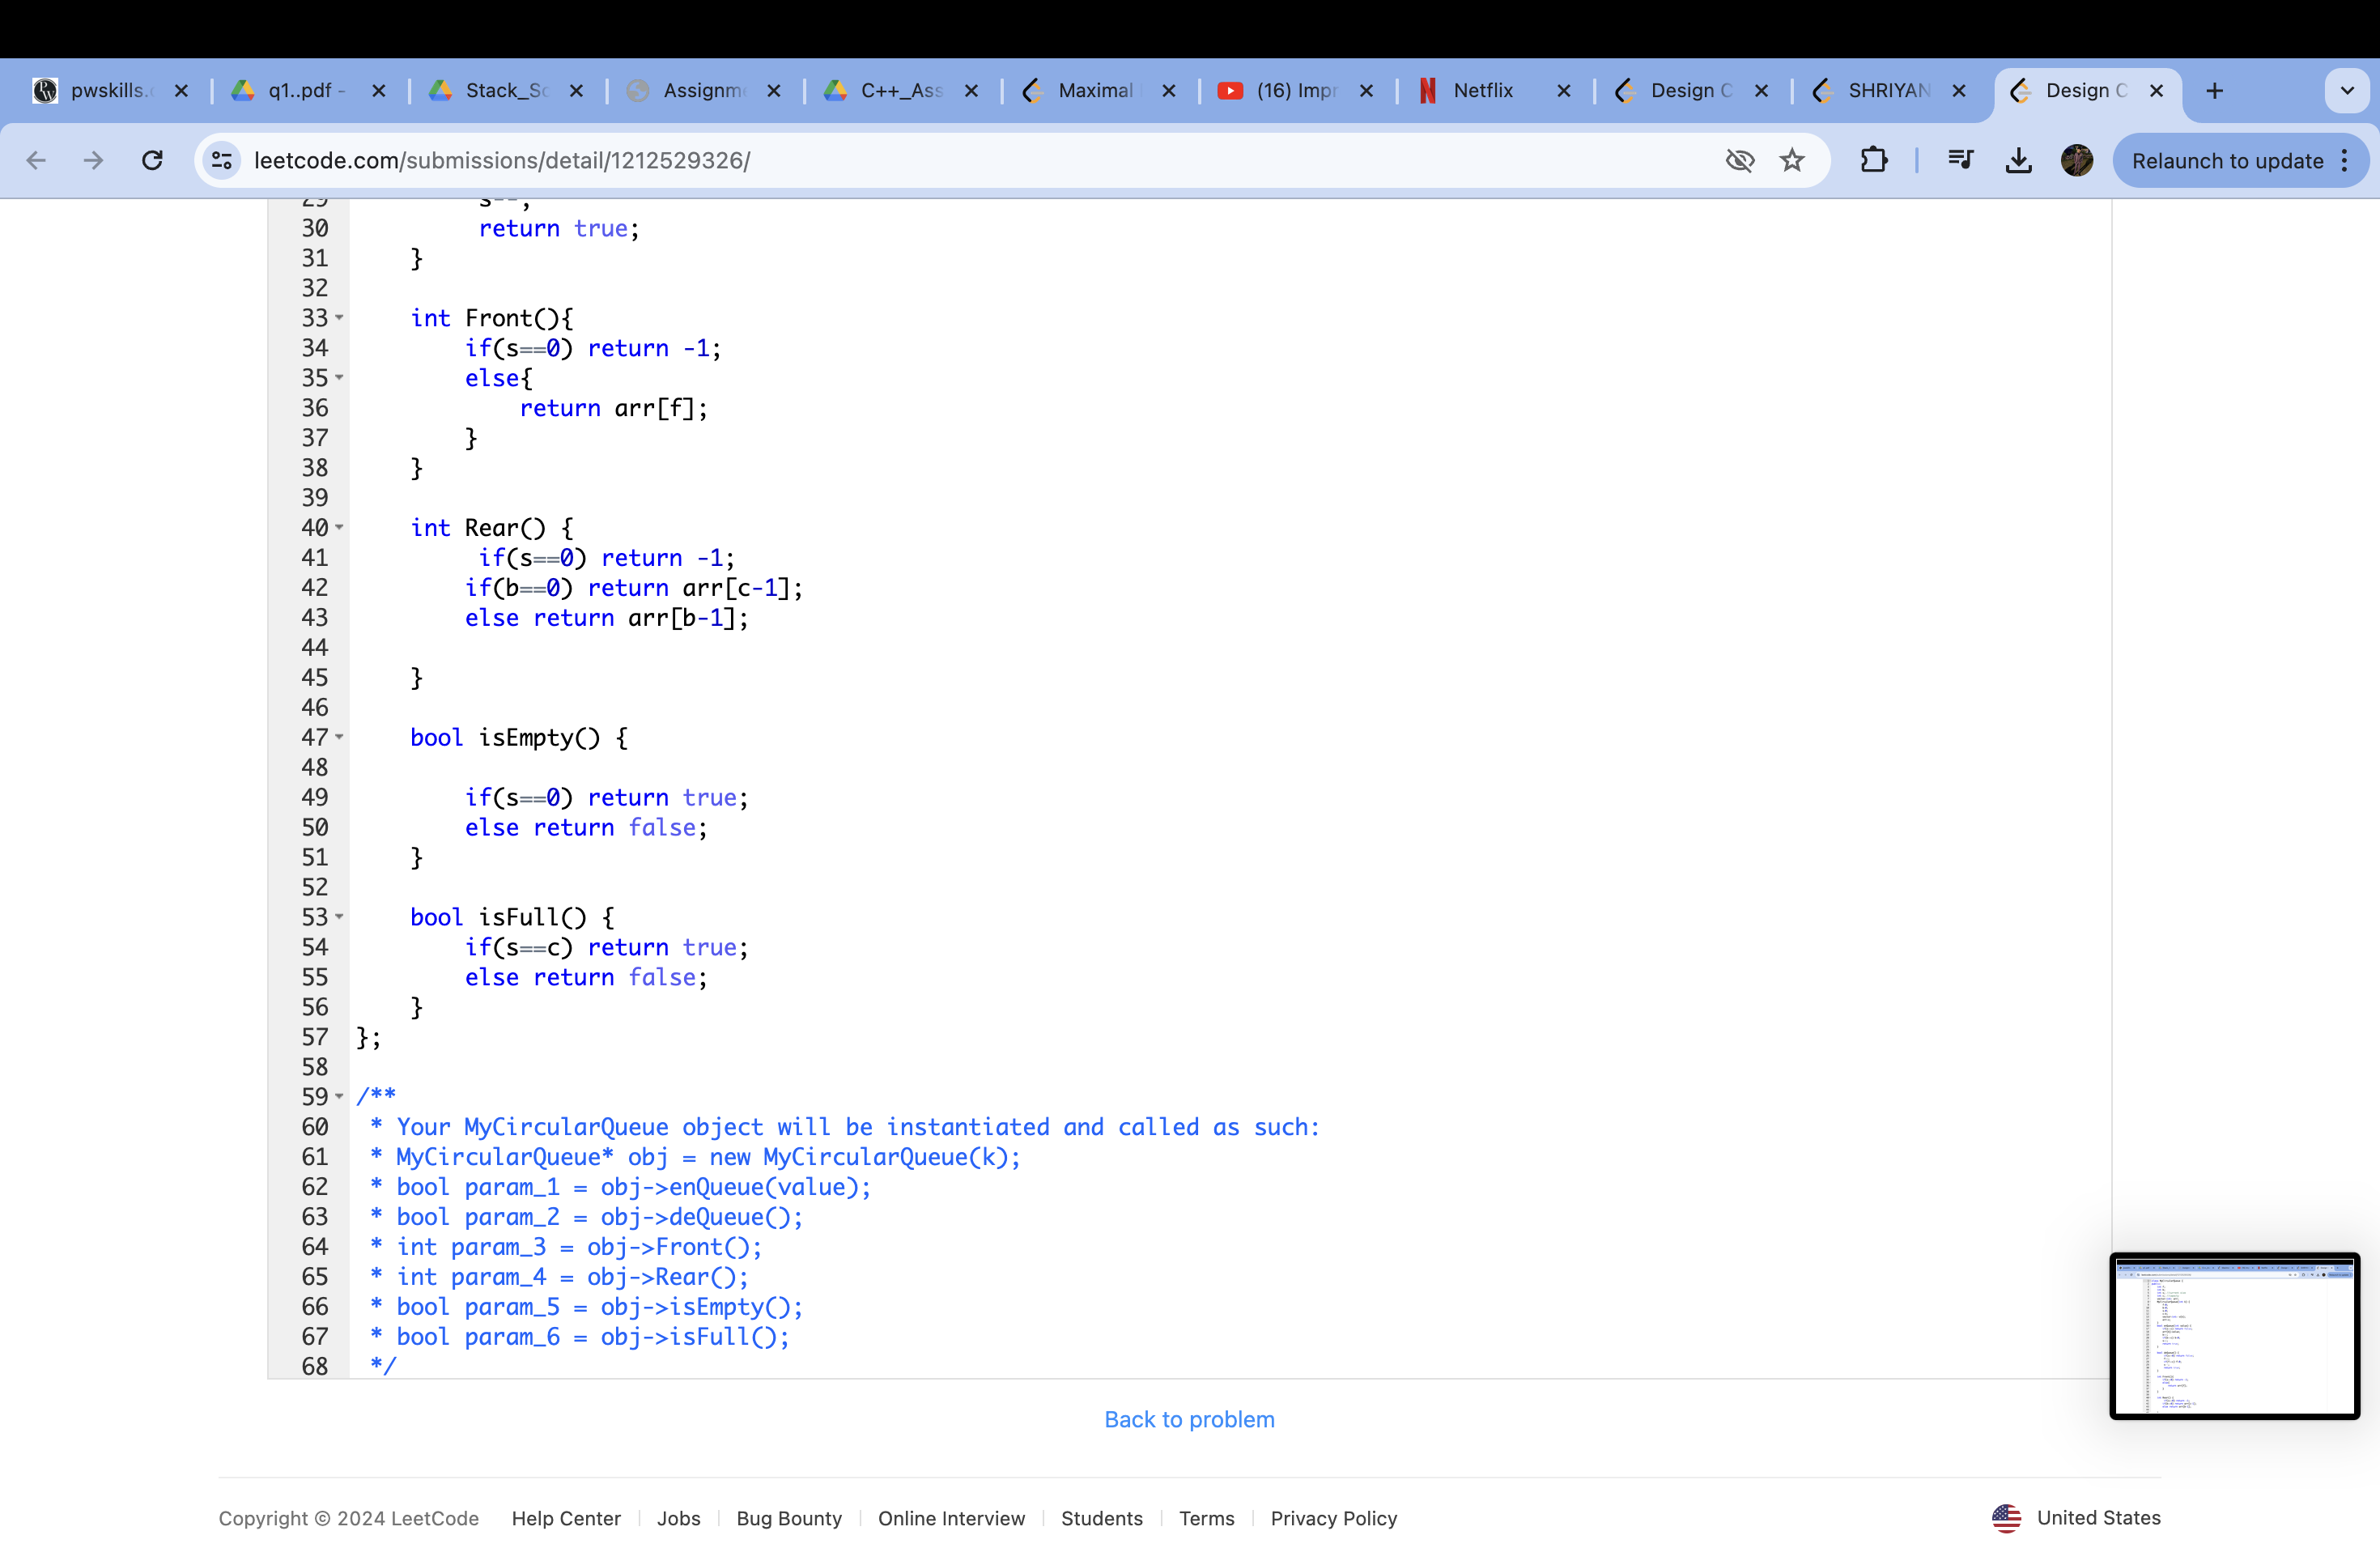 pwskills.c
q1..pdf -
Stack_Sc
Assignme
C++_Ass
Maximal
(16) Impr
Netflix
Design C
SHRIYAN
Design C
leetcode.com/submissions/detail/1212529326/
Relaunch to update
29 s--;
30 return true;
31 }
32
33 int Front(){
34 if(s==0) return -1;
35 else{
36 return arr[f];
37 }
38 }
39
40 int Rear() {
41 if(s==0) return -1;
42 if(b==0) return arr[c-1];
43 else return arr[b-1];
44
45 }
46
47 bool isEmpty() {
48
49 if(s==0) return true;
50 else return false;
51 }
52
53 bool isFull() {
54 if(s==c) return true;
55 else return false;
56 }
57 };
58
59 /**
60 * Your MyCircularQueue object will be instantiated and called as such:
61 * MyCircularQueue* obj = new MyCircularQueue(k);
62 * bool param_1 = obj->enQueue(value);
63 * bool param_2 = obj->deQueue();
64 * int param_3 = obj->Front();
65 * int param_4 = obj->Rear();
66 * bool param_5 = obj->isEmpty();
67 * bool param_6 = obj->isFull();
68 */
Back to problem
Copyright © 2024 LeetCode Help Center Jobs Bug Bounty Online Interview Students Terms Privacy Policy United States